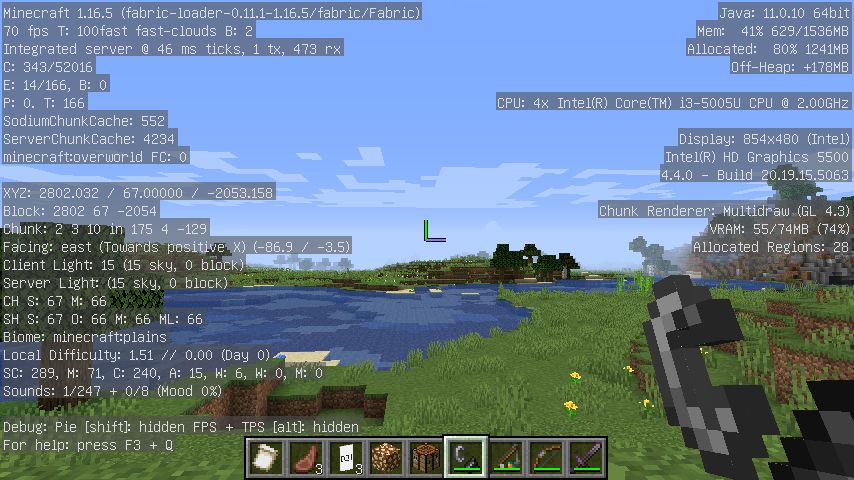 Minecraft 1.16.5 (fabric-loader-0.11.1-1.16.5/fabric/Fabric)
70 fps T: 100fast fast-clouds B: 2
Integrated server @ 46 ms ticks, 1 tx, 473 rx
C: 343/52016
E: 14/166, B: 0
P: 0. T: 166
SodiumChunkCache: 552
ServerChunkCache: 4234
minecraft:overworld FC: 0
XYZ: 2802.032 / 67.00000 / -2053.158
Block: 2802 67 -2054
Chunk: 2 3 10 in 175 4 -129
Facing: east (Towards positive X) (-86.9 / -3.5)
Client Light: 15 (15 sky, 0 block)
Server Light: (15 sky, 0 block)
CH S: 67 M: 66
SH S: 67 O: 66 M: 66 ML: 66
Biome: minecraft:plains
Local Difficulty: 1.51 // 0.00 (Day 0)
SC: 289, M: 71, C: 240, A: 15, W: 6, W: 0, M: 0
Sounds: 1/247 + 0/8 (Mood 0%)
Debug: Pie [shift]: hidden FPS + TPS [alt]: hidden
For help: press F3 + Q
Java: 11.0.10 64bit
Mem: 41% 629/1536MB
Allocated: 80% 1241MB
Off-Heap: +178MB
CPU: 4x Intel(R) Core(TM) i3-5005U CPU @ 2.00GHz
Display: 854x480 (Intel)
Intel(R) HD Graphics 5500
4.4.0 - Build 20.19.15.5063
Chunk Renderer: Multidraw (GL 4.3)
VRAM: 55/74MB (74%)
Allocated Regions: 28
3
3